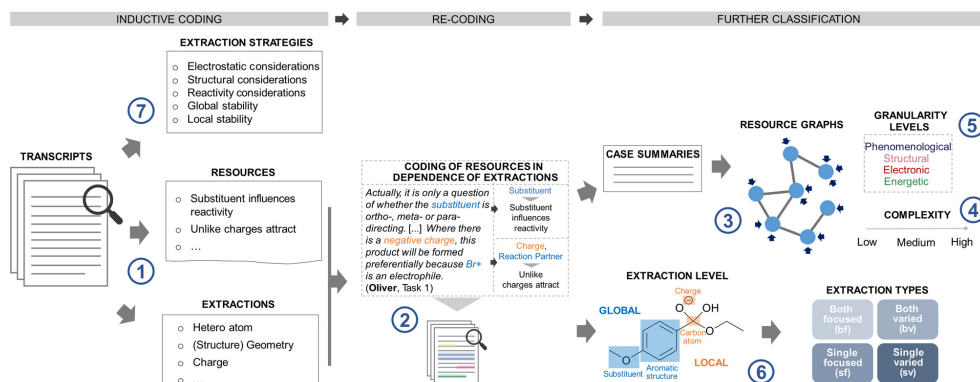 INDUCTIVE CODING
RE-CODING
FURTHER CLASSIFICATION
EXTRACTION STRATEGIES
Electrostatic considerations
Structural considerations
Reactivity considerations
Global stability
Local stability
7
TRANSCRIPTS
RESOURCES
Substituent influences
reactivity
Unlike charges attract
...
1
EXTRACTIONS
Hetero atom
(Structure) Geometry
Charge
...
CODING OF RESOURCES IN
DEPENDENCE OF EXTRACTIONS
Actually, it is only a question
of whether the substituent is
ortho-, meta- or para-
directing. [...] Where there
is a negative charge, this
product will be formed
preferentially because Br+
is an electrophile.
(Oliver, Task 1)
Substituent
Substituent
influences
reactivity
Charge,
Reaction Partner
Unlike
charges attract
2
CASE SUMMARIES
RESOURCE GRAPHS
3
GRANULARITY
LEVELS
5
Phenomenological
Structural
Electronic
Energetic
4
COMPLEXITY
Low Medium High
EXTRACTION LEVEL
Charge
GLOBAL
O
OH
O
Carbon
atom
LOCAL
O
Substituent
Aromatic
structure
6
EXTRACTION TYPES
Both
focused
(bf)
Both
varied
(bv)
Single
focused
(sf)
Single
varied
(sv)